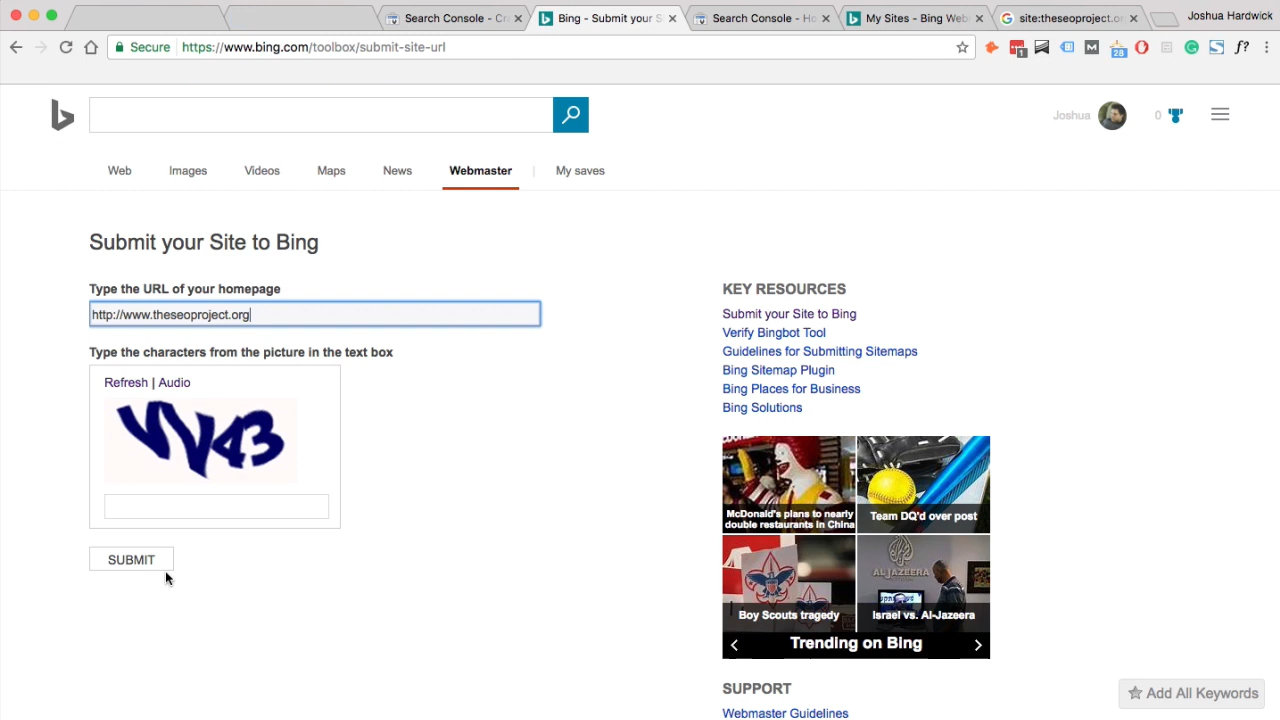 Search Console - Cr
Bing - Submit your S
Search Console - Ho
My Sites - Bing Web
site:theseoproject.or
Joshua Hardwick
Secure https://www.bing.com/toolbox/submit-site-url
1
28
f?
Joshua
0
Web Images Videos Maps News Webmaster | My saves
Submit your Site to Bing
Type the URL of your homepage
http://www.theseoproject.org
Type the characters from the picture in the text box
Refresh | Audio
SUBMIT
KEY RESOURCES
Submit your Site to Bing
Verify Bingbot Tool
Guidelines for Submitting Sitemaps
Bing Sitemap Plugin
Bing Places for Business
Bing Solutions
McDonald's plans to nearly
double restaurants in China
Team DQ'd over post
AL JAZEERA
Boy Scouts tragedy
Israel vs. Al-Jazeera
Trending on Bing
SUPPORT
Webmaster Guidelines
Add All Keywords